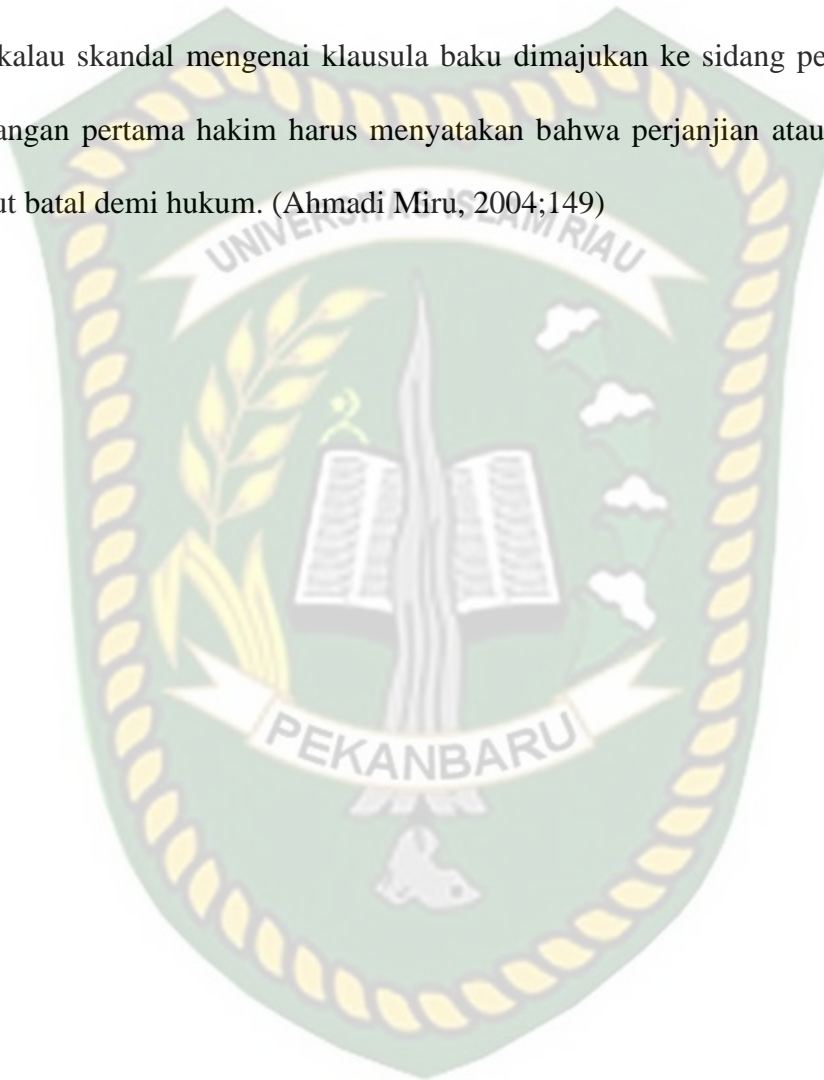 kalau skandal mengenai klausula baku dimajukan ke sidang pe
angan pertama hakim harus menyatakan bahwa perjanjian atau
ut batal demi hukum. (Ahmadi Miru, 2004;149)
UNIVERSITAS ISLAM RIAU
PEKANBARU